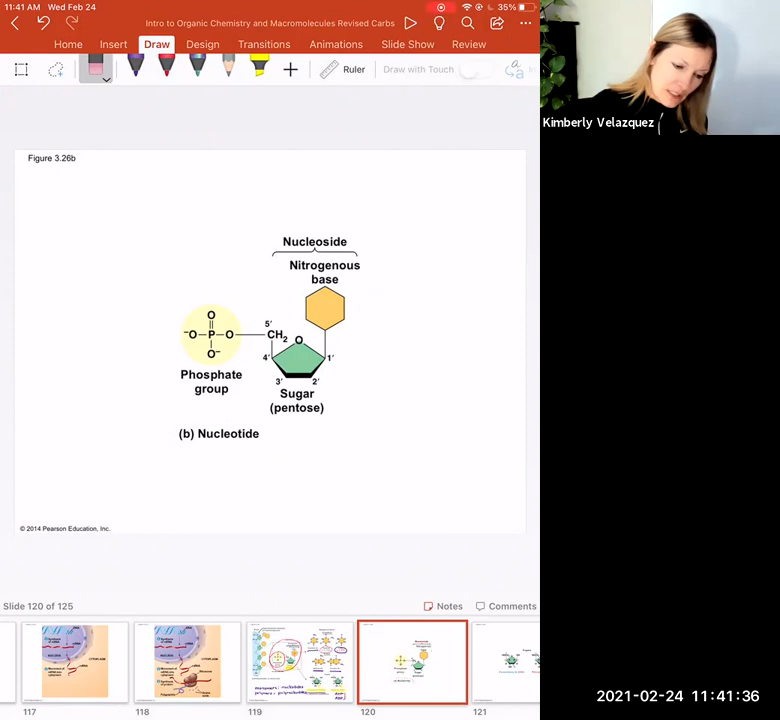 11:41 AM Wed Feb 24
35%
Intro to Organic Chemistry and Macromolecules Revised Carbs
Home Insert Draw Design Transitions Animations Slide Show Review
Ruler
Draw with Touch
Kimberly Velazquez
Figure 3.26b
Nucleoside
Nitrogenous
base
O
5′
⁻O P O CH₂ O
O⁻
4′ 1′
Phosphate
group
3′ 2′
Sugar
(pentose)
(b) Nucleotide
© 2014 Pearson Education, Inc.
Slide 120 of 125
Notes Comments
117 118 119 120 121
2021-02-24 11:41:36